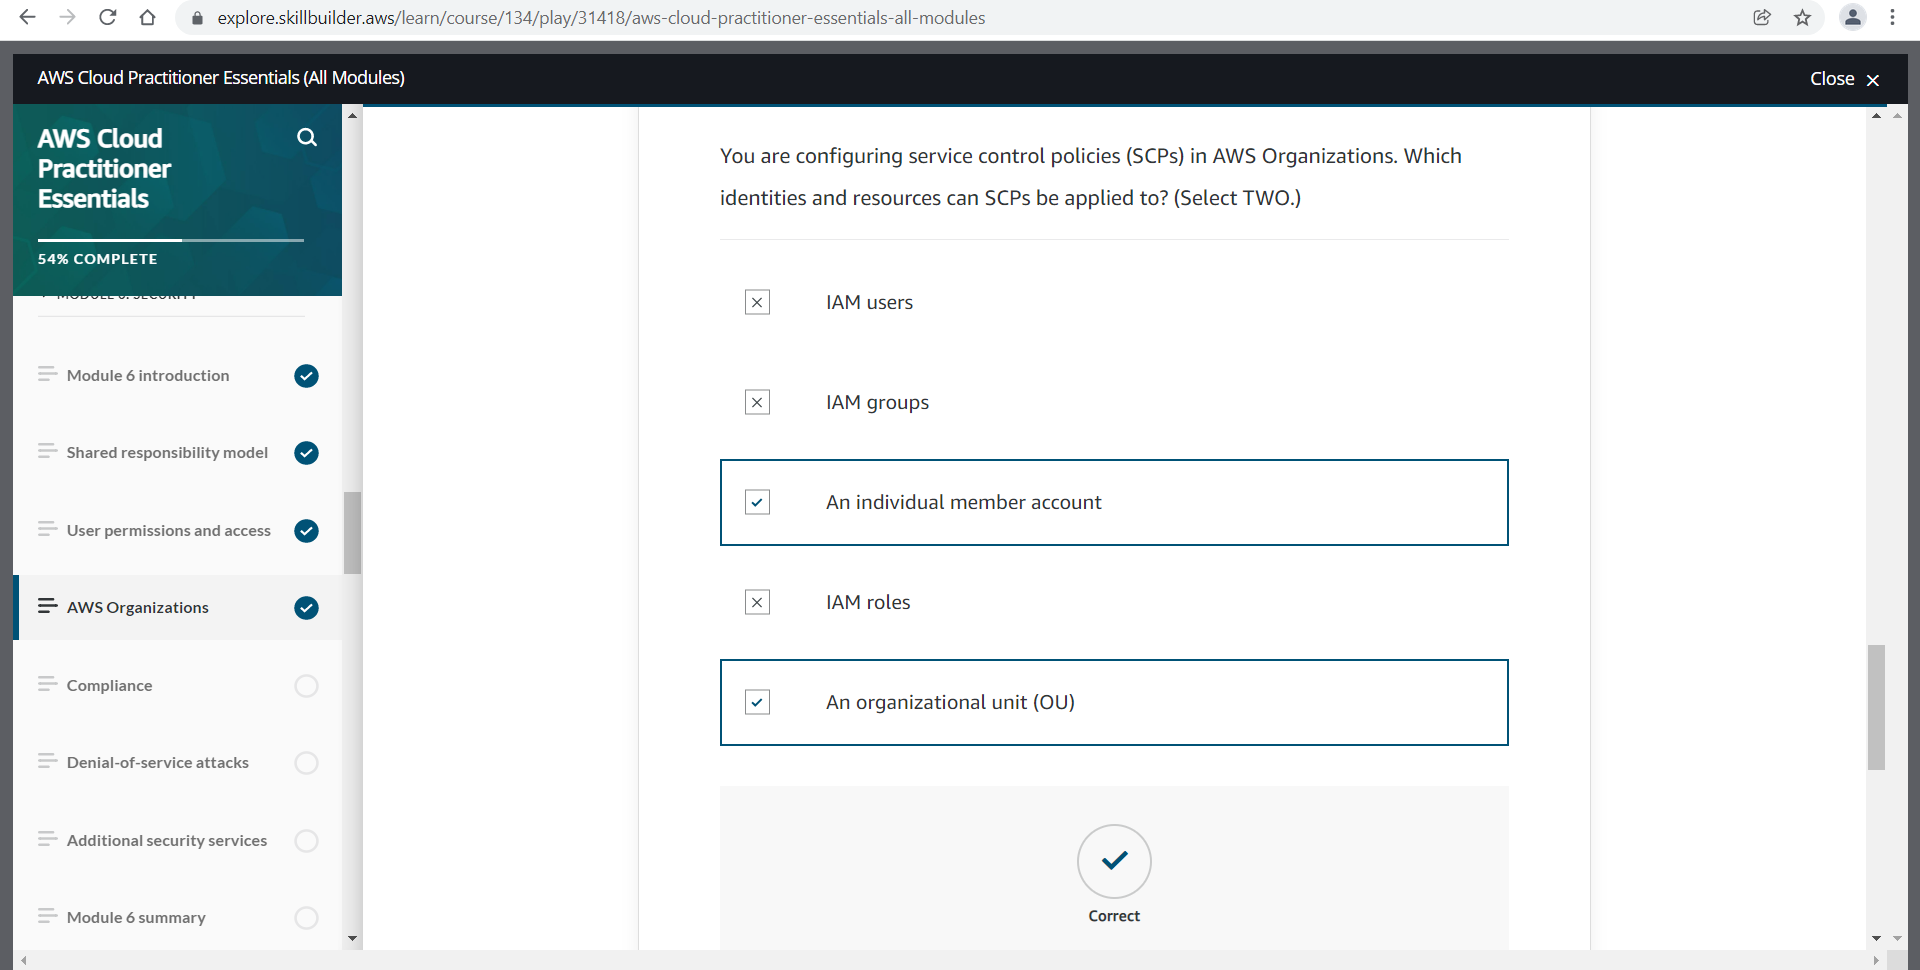 explore.skillbuilder.aws/learn/course/134/play/31418/aws-cloud-practitioner-essentials-all-modules
AWS Cloud Practitioner Essentials (All Modules)
Close
AWS Cloud
Practitioner
Essentials
54% COMPLETE
MODULE 6: SECURITY
Module 6 introduction
Shared responsibility model
User permissions and access
AWS Organizations
Compliance
Denial-of-service attacks
Additional security services
Module 6 summary
You are configuring service control policies (SCPs) in AWS Organizations. Which
identities and resources can SCPs be applied to? (Select TWO.)
IAM users
IAM groups
An individual member account
IAM roles
An organizational unit (OU)
Correct